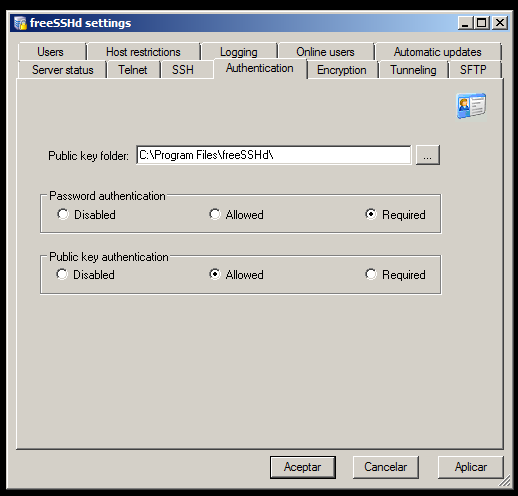 freeSSHd settings
Users Host restrictions Logging Online users Automatic updates
Server status Telnet SSH Authentication Encryption Tunneling SFTP
Public key folder: C:\Program Files\freeSSHd\ ...
Password authentication
Disabled Allowed Required
Public key authentication
Disabled Allowed Required
Aceptar Cancelar Aplicar